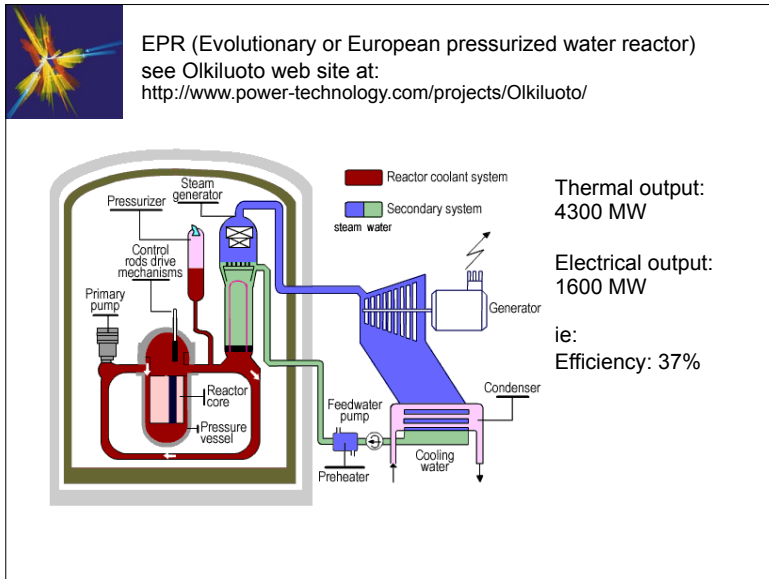 EPR (Evolutionary or European pressurized water reactor)
see Olkiluoto web site at:
http://www.power-technology.com/projects/Olkiluoto/
Steam
generator
Pressurizer
Control
rods drive
mechanisms
Primary
pump
Reactor
core
Pressure
vessel
Reactor coolant system
Secondary system
steam water
Generator
Condenser
Feedwater
pump
Preheater
Cooling
water
Thermal output:
4300 MW
Electrical output:
1600 MW
ie:
Efficiency: 37%